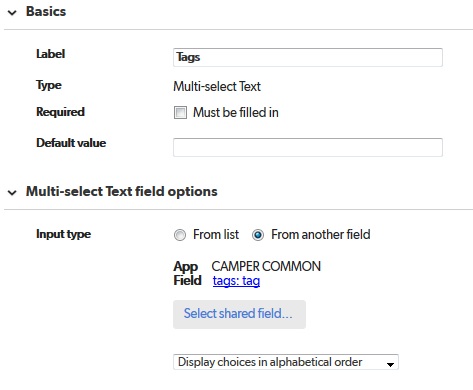 Basics
Label Tags
Type Multi-select Text
Required Must be filled in
Default value
Multi-select Text field options
Input type From list From another field
App CAMPER COMMON
Field tags: tag
Select shared field...
Display choices in alphabetical order